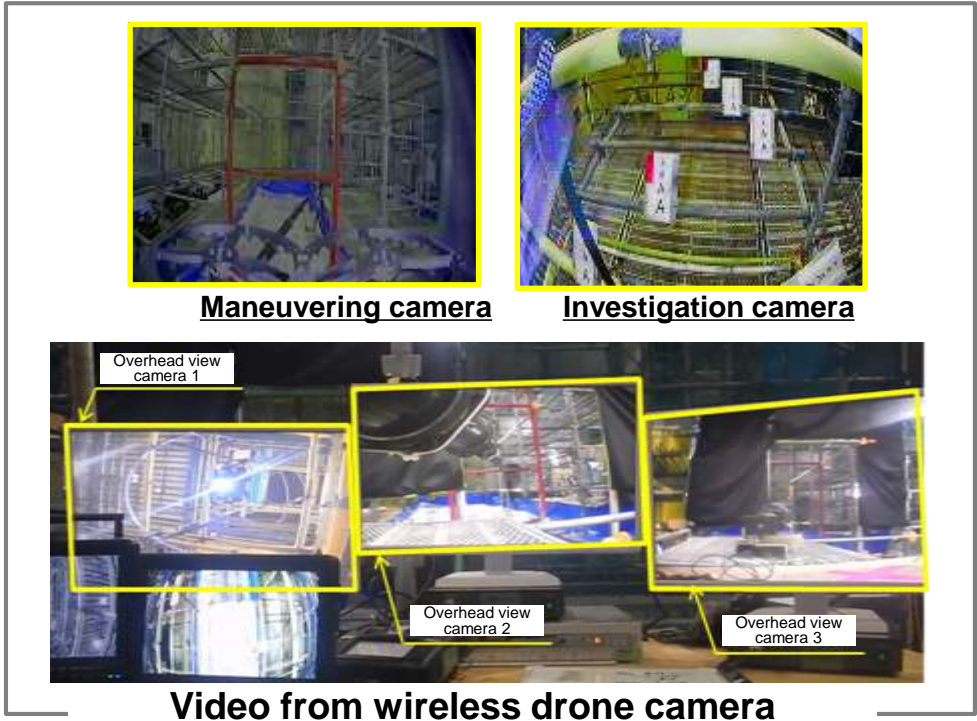 Maneuvering camera
Investigation camera
Overhead view
camera 1
Overhead view
camera 2
Overhead view
camera 3
A
A
A
Video from wireless drone camera